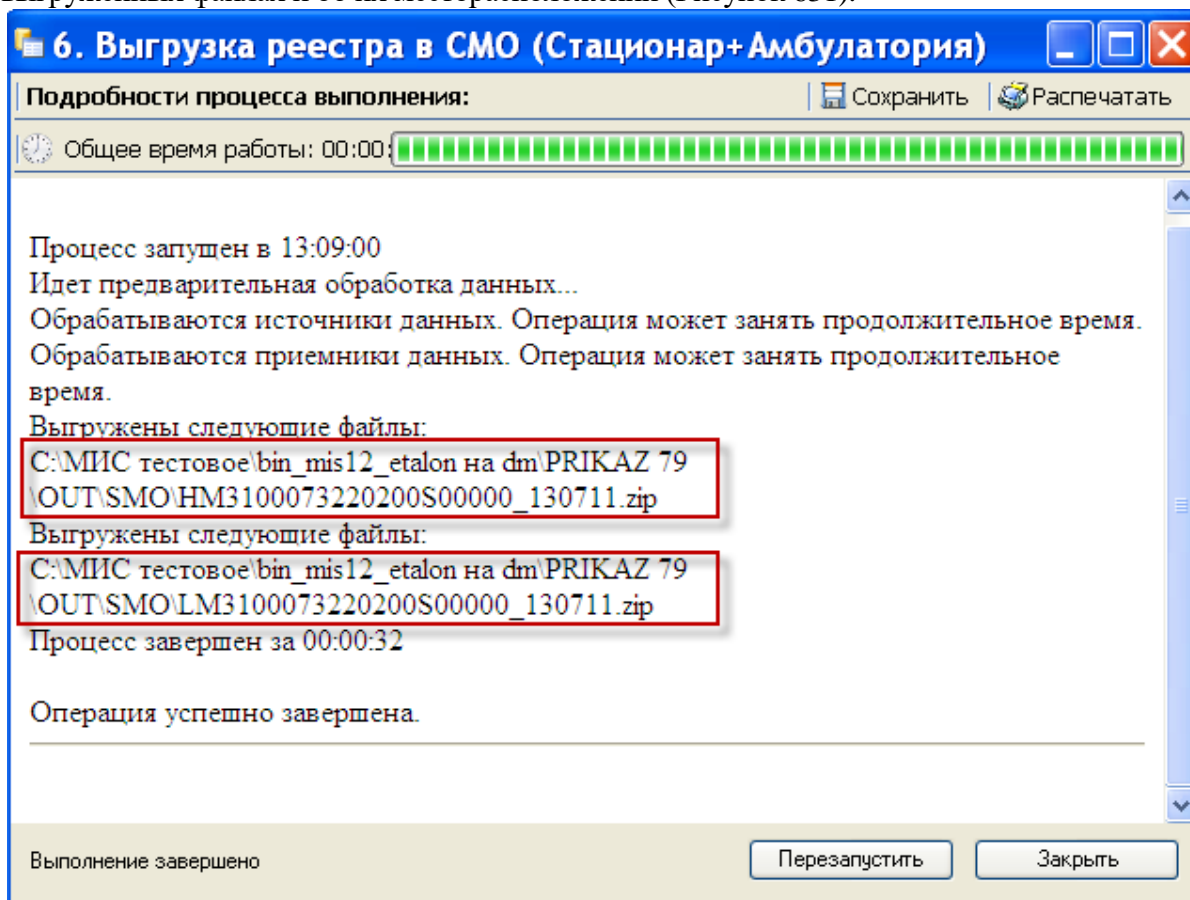 6. Выгрузка реестра в СМО (Стационар+Амбулатория)
Подробности процесса выполнения:
Сохранить
Распечатать
Общее время работы: 00:00:
Процесс запущен в 13:09:00
Идет предварительная обработка данных...
Обрабатываются источники данных. Операция может занять продолжительное время.
Обрабатываются приемники данных. Операция может занять продолжительное
время.
Выгружены следующие файлы:
C:\МИС тестовое\bin_mis12_etalon на dm\PRIKAZ 79
\OUT\SMO\HM3100073220200S00000_130711.zip
Выгружены следующие файлы:
C:\МИС тестовое\bin_mis12_etalon на dm\PRIKAZ 79
\OUT\SMO\LM3100073220200S00000_130711.zip
Процесс завершен за 00:00:32
Операция успешно завершена.
Выполнение завершено
Перезапустить
Закрыть